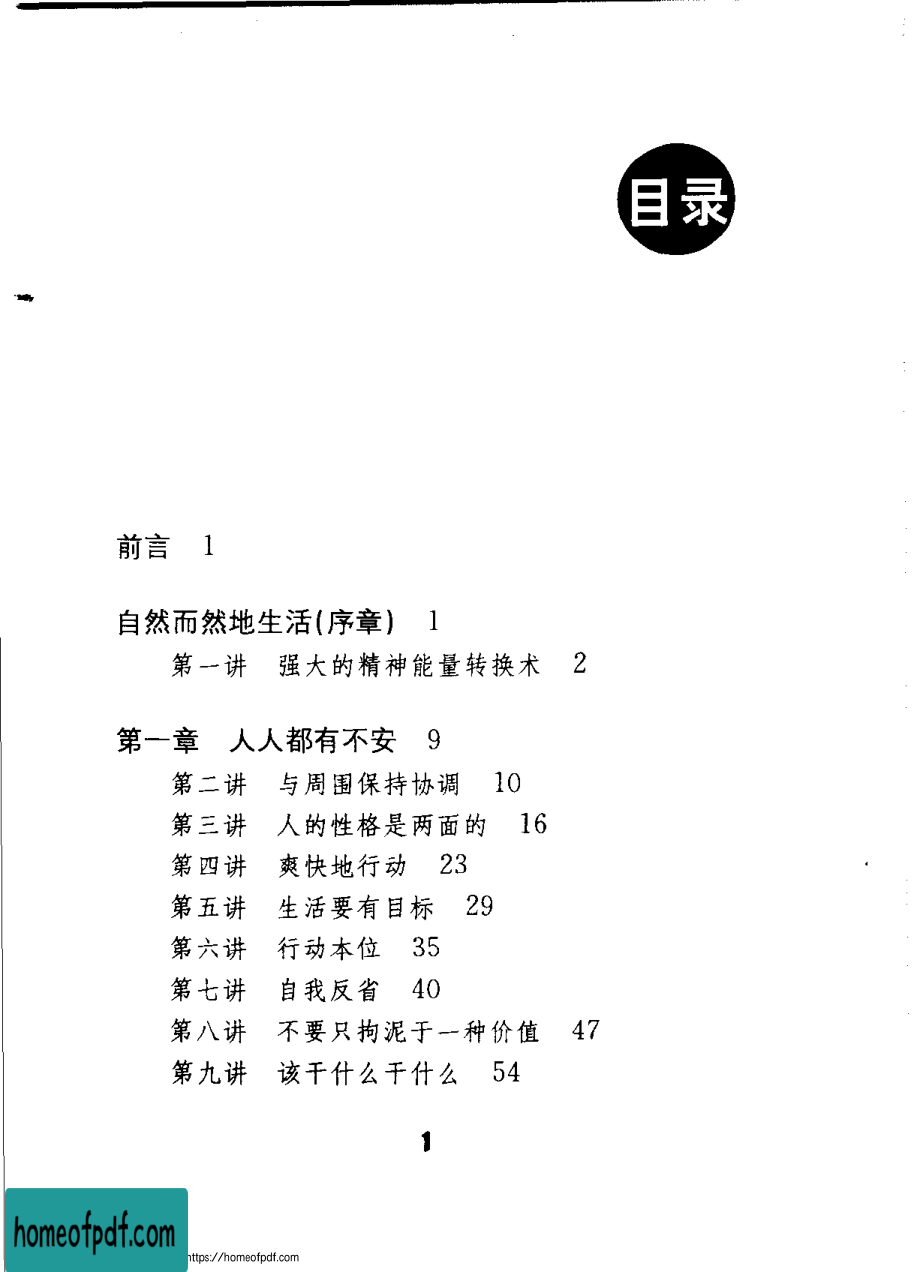 目录
前言 1
自然而然地生活(序章) 1
第一讲 强大的精神能量转换术 2
第一章 人人都有不安 9
第二讲 与周围保持协调 10
第三讲 人的性格是两面的 16
第四讲 爽快地行动 23
第五讲 生活要有目标 29
第六讲 行动本位 35
第七讲 自我反省 40
第八讲 不要只拘泥于一种价值 47
第九讲 该干什么干什么 54
1
homeofpdf.com
https://homeofpdf.com